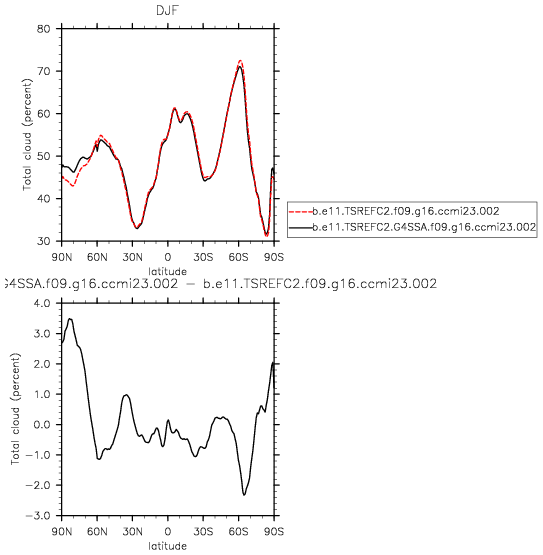 DJF
80
70
60
50
40
30
Total cloud (percent)
90N 60N 30N 0 30S 60S 90S
latitude
b.e11.TSREFC2.f09.g16.ccmi23.002
b.e11.TSREFC2.G4SSA.f09.g16.ccmi23.002
G4SSA.f09.g16.ccmi23.002 − b.e11.TSREFC2.f09.g16.ccmi23.002
4.0
3.0
2.0
1.0
0.0
−1.0
−2.0
−3.0
Total cloud (percent)
90N 60N 30N 0 30S 60S 90S
latitude